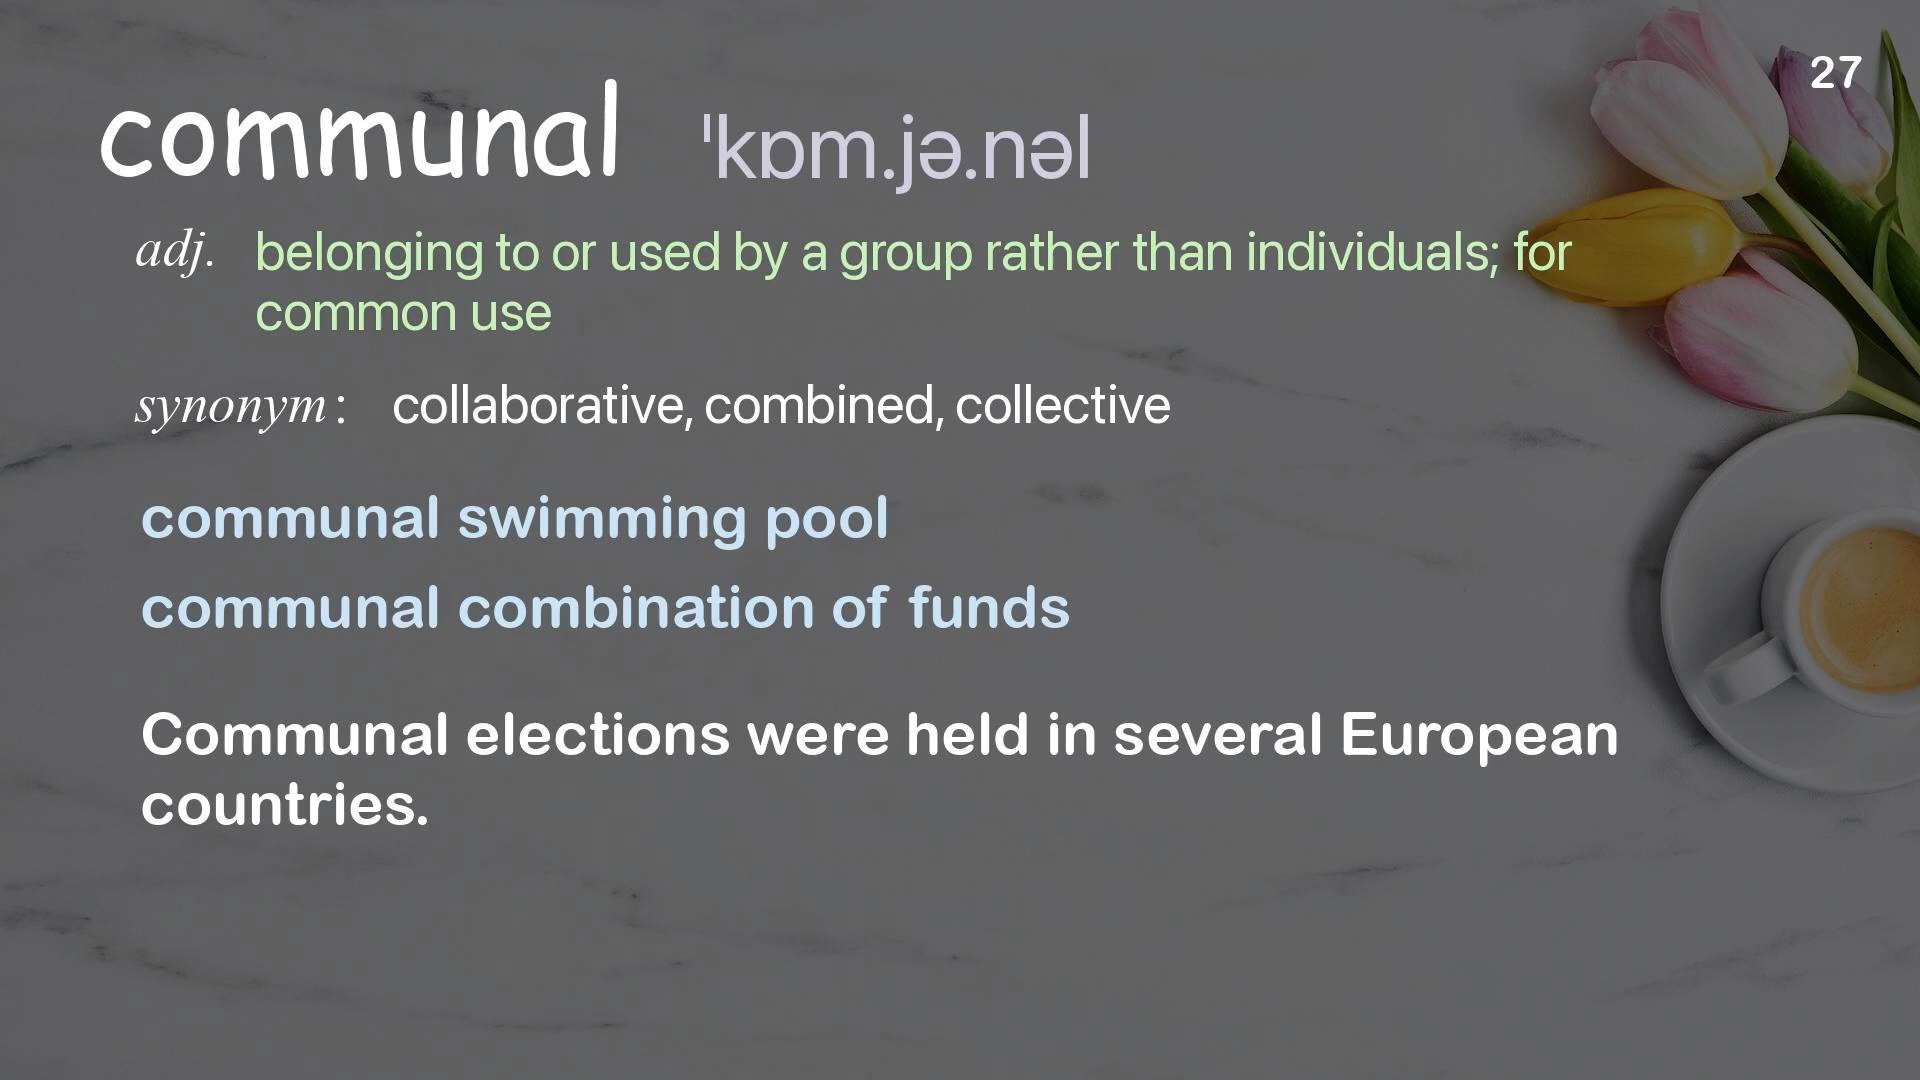 27
communal ˈkɒm.jə.nəl
adj. belonging to or used by a group rather than individuals; for
common use
synonym: collaborative, combined, collective
communal swimming pool
communal combination of funds
Communal elections were held in several European
countries.